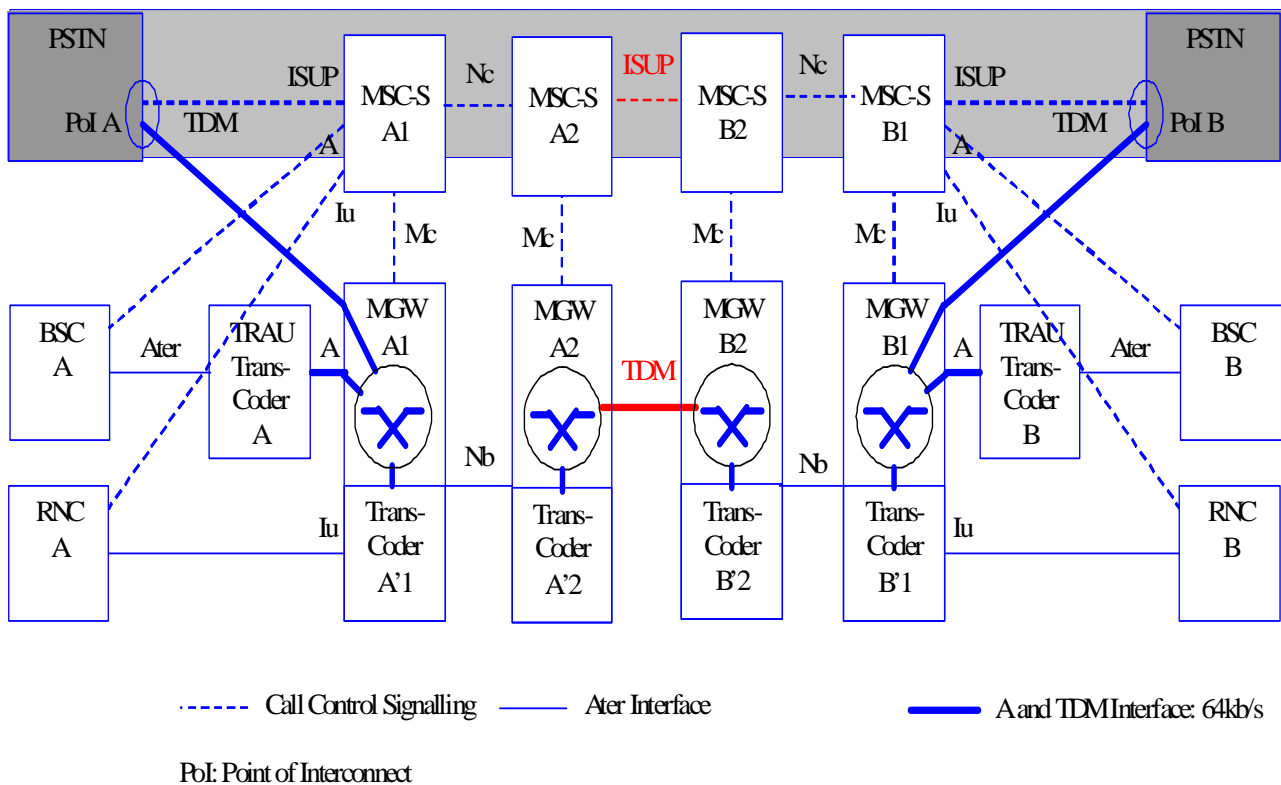 PSTN
PSTN
ISUP
MSC-S
A1
Nc
MSC-S
A2
ISUP
MSC-S
B2
Nc
MSC-S
B1
ISUP
PoI A
TDM
TDM
PoI B
A
A
Iu
Iu
Mc
Mc
Mc
Mc
BSC
A
Ater
TRAU
Trans-
Coder
A
A
MGW
A1
MGW
A2
TDM
MGW
B2
MGW
B1
A
TRAU
Trans-
Coder
B
Ater
BSC
B
Nb
Nb
RNC
A
Iu
Trans-
Coder
A'1
Trans-
Coder
A'2
Trans-
Coder
B'2
Trans-
Coder
B'1
Iu
RNC
B
Call Control Signalling
Ater Interface
A and TDM Interface: 64kb/s
PoI: Point of Interconnect